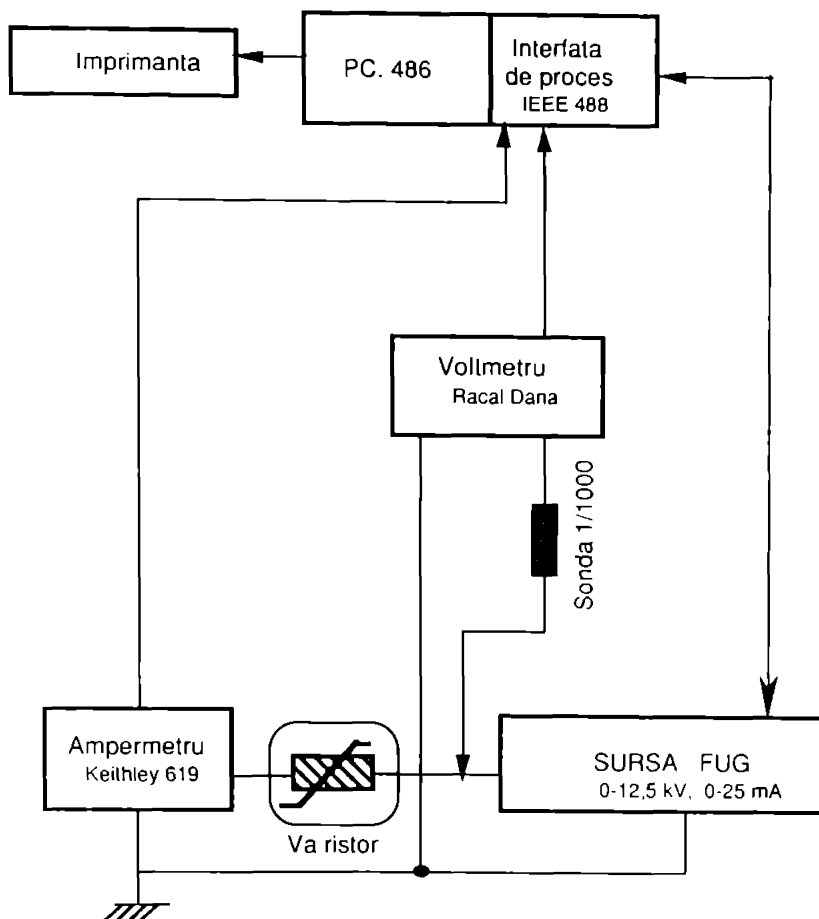 Imprimanta
PC. 486
Interfata
de proces
IEEE 488
Vollmetru
Racal Dana
Sonda 1/1000
Ampermetru
Keithley 619
Va ristor
SURSA FUG
0-12,5 kV, 0-25 mA